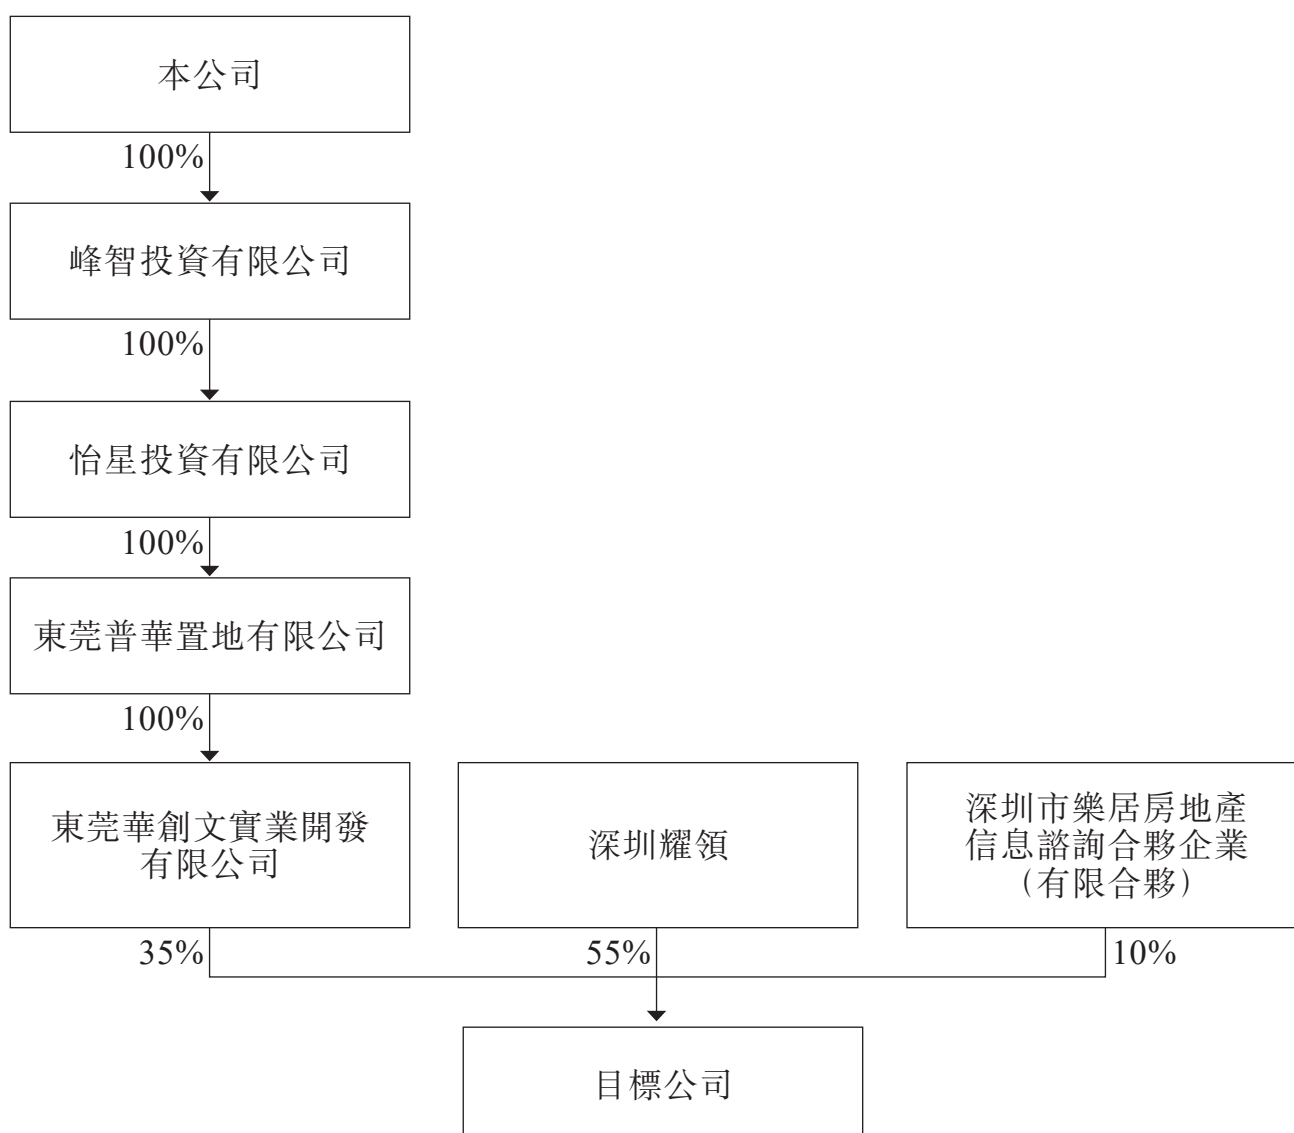 本公司
100%
峰智投資有限公司
100%
怡星投資有限公司
100%
東莞普華置地有限公司
100%
東莞華創文實業開發
有限公司
深圳耀領
深圳市樂居房地產
信息諮詢合夥企業
（有限合夥）
35%
55%
10%
目標公司